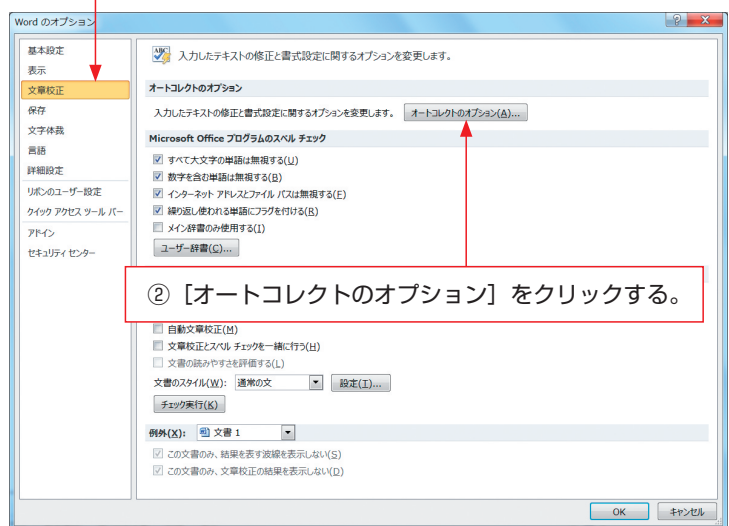 Word のオプション
基本設定
表示
文章校正
保存
文字体裁
言語
詳細設定
リボンのユーザー設定
クイック アクセス ツール バー
アドイン
セキュリティ センター
入力したテキストの修正と書式設定に関するオプションを変更します。
オートコレクトのオプション
入力したテキストの修正と書式設定に関するオプションを変更します。 オートコレクトのオプション(A)...
Microsoft Office プログラムのスペル チェック
すべて大文字の単語は無視する(U)
数字を含む単語は無視する(B)
インターネット アドレスとファイル パスは無視する(F)
繰り返し使われる単語にフラグを付ける(R)
メイン辞書のみ使用する(I)
ユーザー辞書(C)...
② [オートコレクトのオプション] をクリックする。
自動文章校正(M)
文章校正とスペル チェックを一緒に行う(H)
文書の読みやすさを評価する(L)
文書のスタイル(W): 通常の文 設定(T)...
チェック実行(K)
例外(X): 文書 1
この文書のみ、結果を表す波線を表示しない(S)
この文書のみ、文章校正の結果を表示しない(D)
OK キャンセル